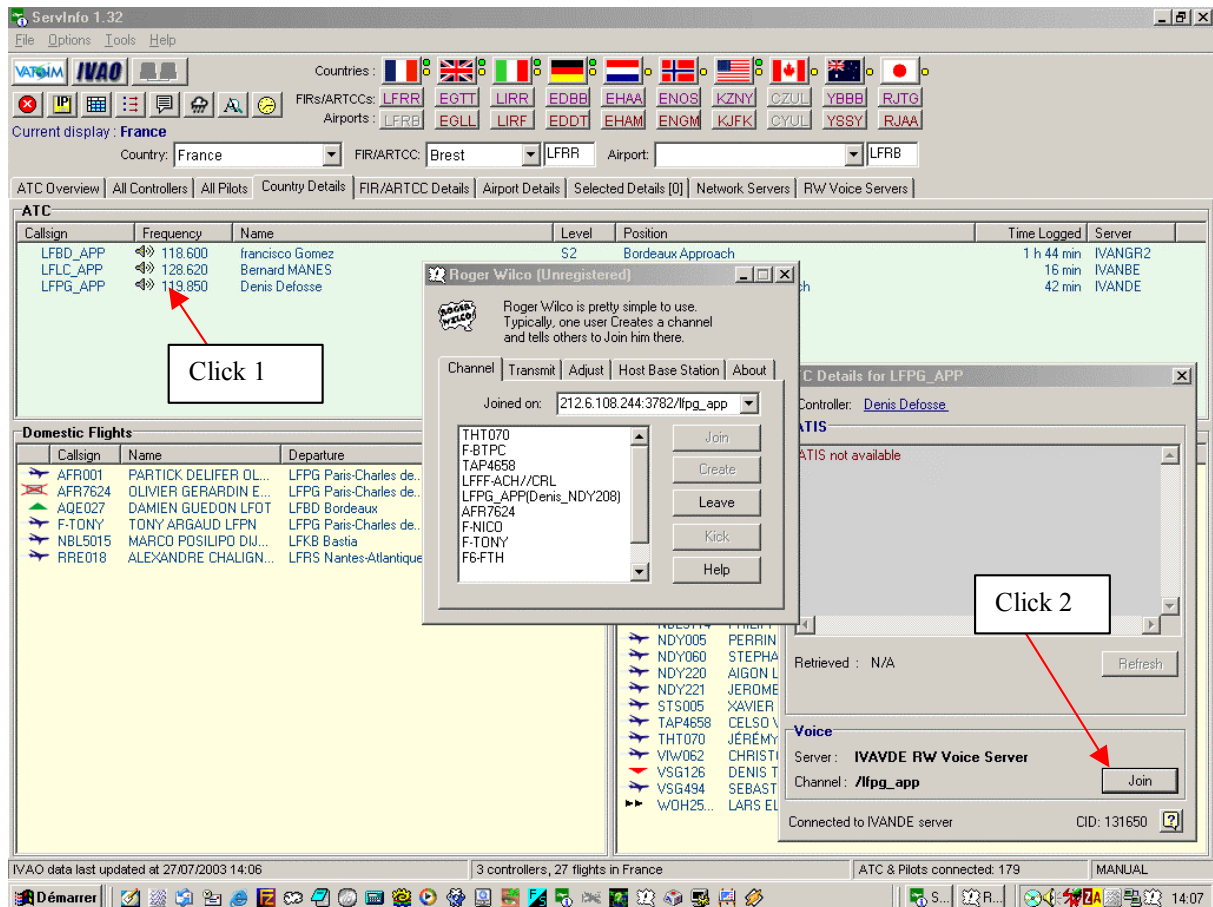 ServInfo 1.32
File Options Tools Help
VATSIM IVAO Countries :
FIRs/ARTCCs: LFRR EGTT LIRR EDBB EHAA ENOS KZNY CZUL YBBB RJTG
IP Airports : LFRB EGLL LIRF EDDT EHAM ENGM KJFK CYUL YSSY RJAA
Current display : France
Country: France FIR/ARTCC: Brest LFRR Airport: LFRB
ATC Overview All Controllers All Pilots Country Details FIR/ARTCC Details Airport Details Selected Details [0] Network Servers RW Voice Servers
ATC
Callsign Frequency Name Level Position Time Logged Server
LFBD_APP 118.600 francisco Gomez S2 Bordeaux Approach 1 h 44 min IVANGR2
LFLC_APP 128.620 Bernard MANES 16 min IVANBE
LFPG_APP 119.850 Denis Defosse ch 42 min IVANDE
Click 1
Roger Wilco (Unregistered)
ROGER WILCO
Roger Wilco is pretty simple to use.
Typically, one user Creates a channel
and tells others to Join him there.
Channel Transmit Adjust Host Base Station About
Joined on: 212.6.108.244:3782/lfpg_app
THT070
F-BTPC
TAP4658
LFFF-ACH//CRL
LFPG_APP(Denis_NDY208)
AFR7624
F-NICO
F-TONY
F6-FTH
Join
Create
Leave
Kick
Help
Domestic Flights
Callsign Name Departure
AFR001 PARTICK DELIFER OL... LFPG Paris-Charles de..
AFR7624 OLIVIER GERARDIN E... LFPG Paris-Charles de..
AQE027 DAMIEN GUEDON LFOT LFBD Bordeaux
F-TONY TONY ARGAUD LFPN LFPG Paris-Charles de..
NBL5015 MARCO POSILIPO DIJ... LFKB Bastia
RRE018 ALEXANDRE CHALIGN... LFRS Nantes-Atlantique
NDY005 PERRIN
NDY060 STEPHA
NDY220 AIGON L
NDY221 JEROME
STS005 XAVIER
TAP4658 CELSO V
THT070 JÉRÉMY
VIW062 CHRISTI
VSG126 DENIS T
VSG494 SEBAST
WOH25... LARS EL
TC Details for LFPG_APP
Controller: Denis Defosse
ATIS
ATIS not available
Click 2
Retrieved : N/A Refresh
Voice
Server : IVAVDE RW Voice Server
Channel : /lfpg_app Join
Connected to IVANDE server CID: 131650
IVAO data last updated at 27/07/2003 14:06 3 controllers, 27 flights in France ATC & Pilots connected: 179 MANUAL
Démarrer S... R... ZA 14:07